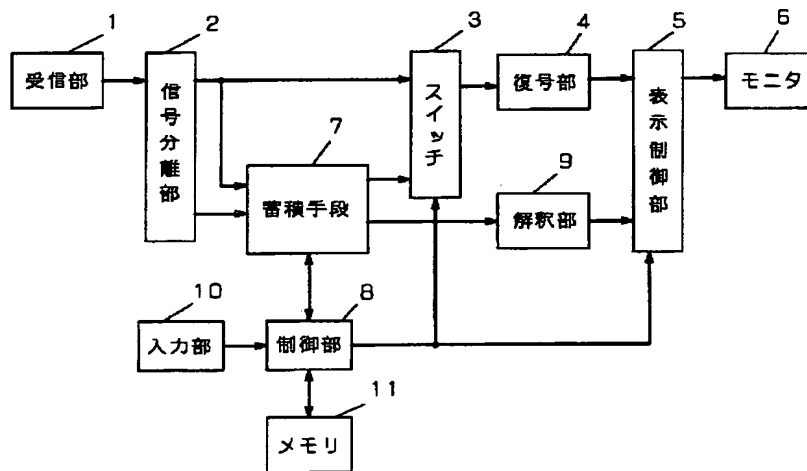 1
受信部
2
信号分離部
3
スイッチ
4
復号部
5
表示制御部
6
モニタ
7
蓄積手段
9
解釈部
10
入力部
8
制御部
11
メモリ